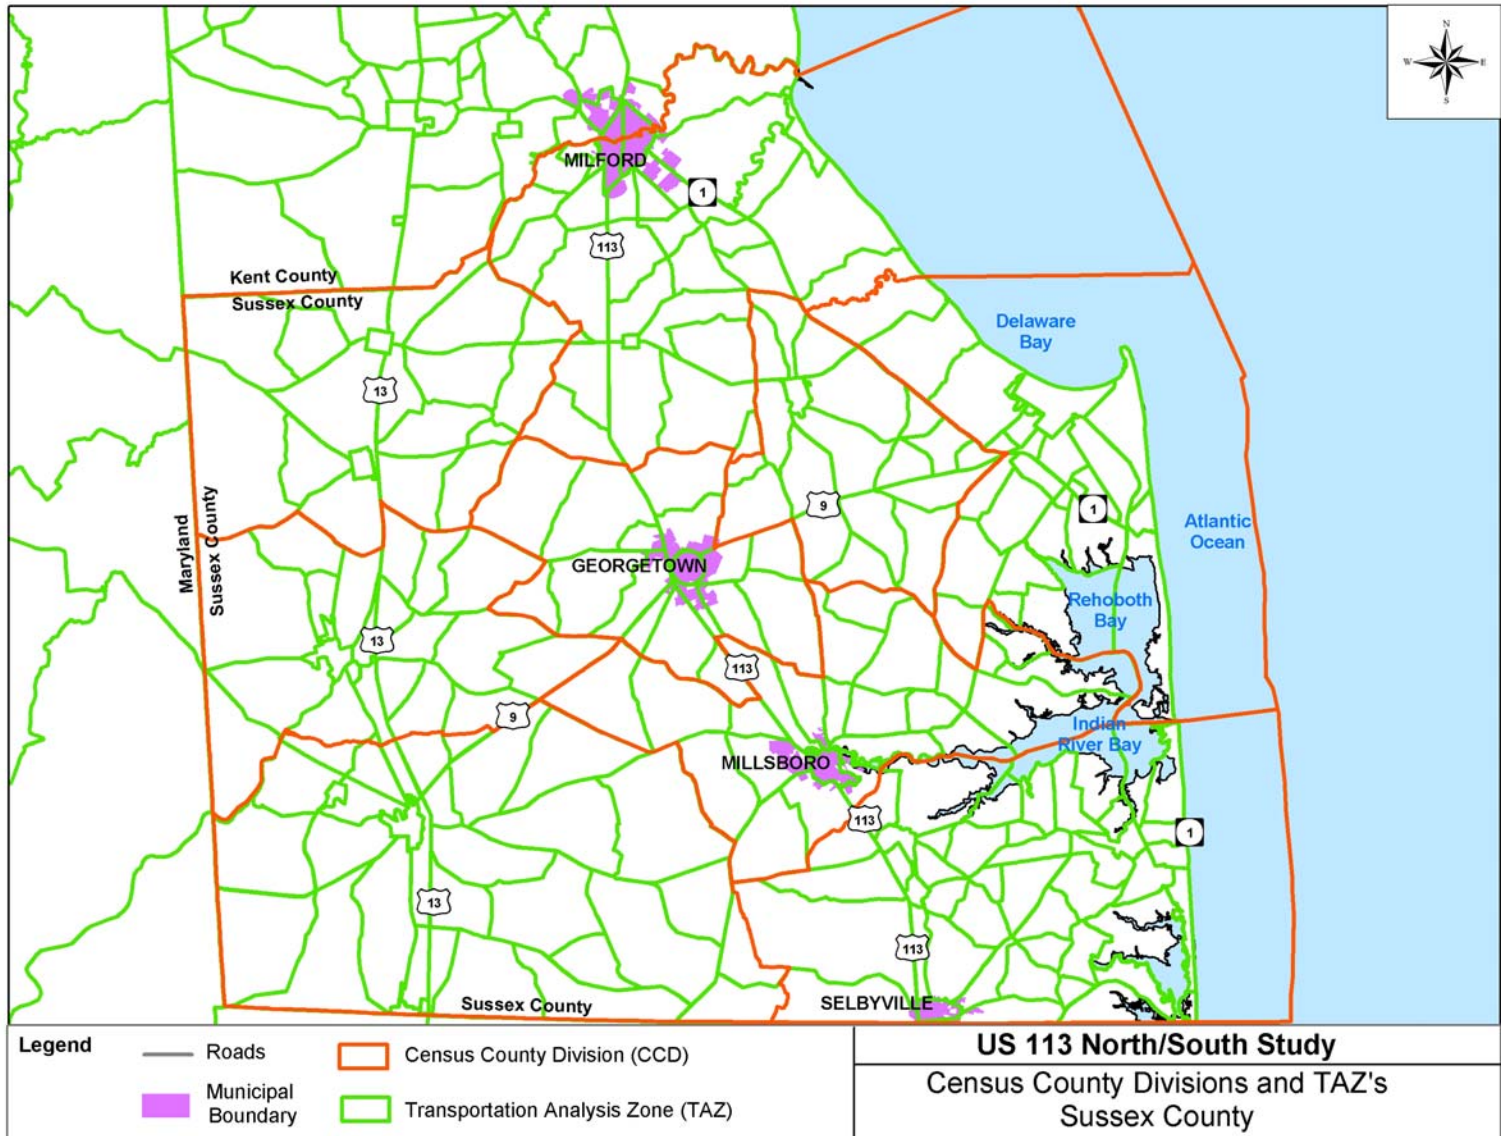 N
W E
S
MILFORD
1
113
Kent County
Sussex County
Delaware
Bay
13
9
1
Atlantic
Ocean
Maryland
Sussex County
GEORGETOWN
Rehoboth
Bay
13
113
9
Indian
River Bay
MILLSBORO
113
1
13
113
Sussex County
SELBYVILLE
Legend
Roads
Municipal
Boundary
Census County Division (CCD)
Transportation Analysis Zone (TAZ)
US 113 North/South Study
Census County Divisions and TAZ's
Sussex County